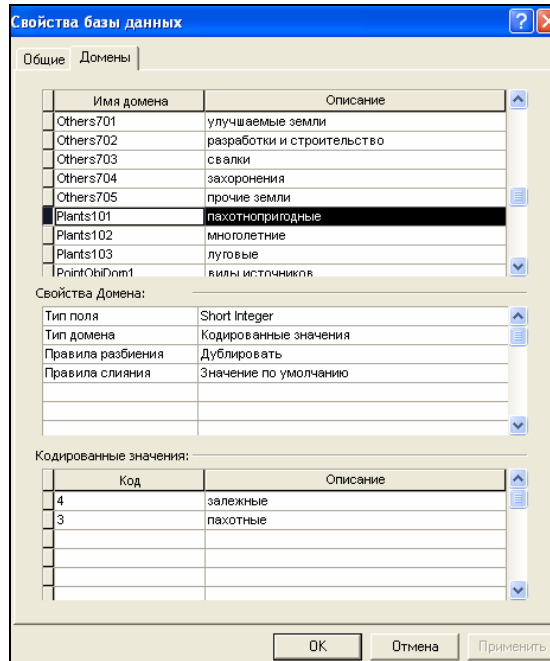 Свойства базы данных
Общие Домены
Имя домена Описание
Others701 улучшаемые земли
Others702 разработки и строительство
Others703 свалки
Others704 захоронения
Others705 прочие земли
Plants101 пахотнопригодные
Plants102 многолетние
Plants103 луговые
PointObjDom1 виды источников
Свойства Домена:
Тип поля Short Integer
Тип домена Кодированные значения
Правила разбиения Дублировать
Правила слияния Значение по умолчанию
Кодированные значения:
Код Описание
4 залежные
3 пахотные
OK Отмена Применить